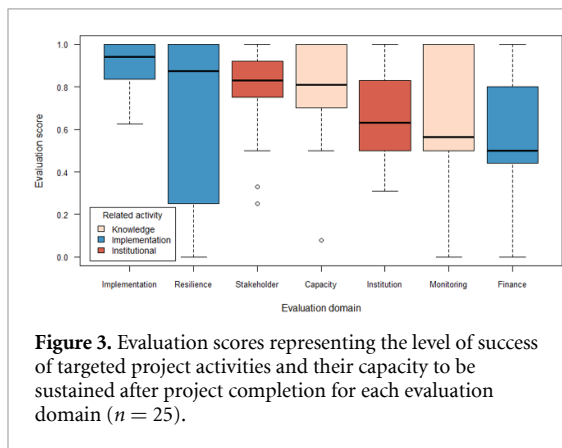 1.0
0.8
0.6
0.4
0.2
0.0
Evaluation score
Related activity
Knowledge
Implementation
Institutional
Implementation Resilience Stakeholder Capacity Institution Monitoring Finance
Evaluation domain
Figure 3. Evaluation scores representing the level of success
of targeted project activities and their capacity to be
sustained after project completion for each evaluation
domain (n = 25).